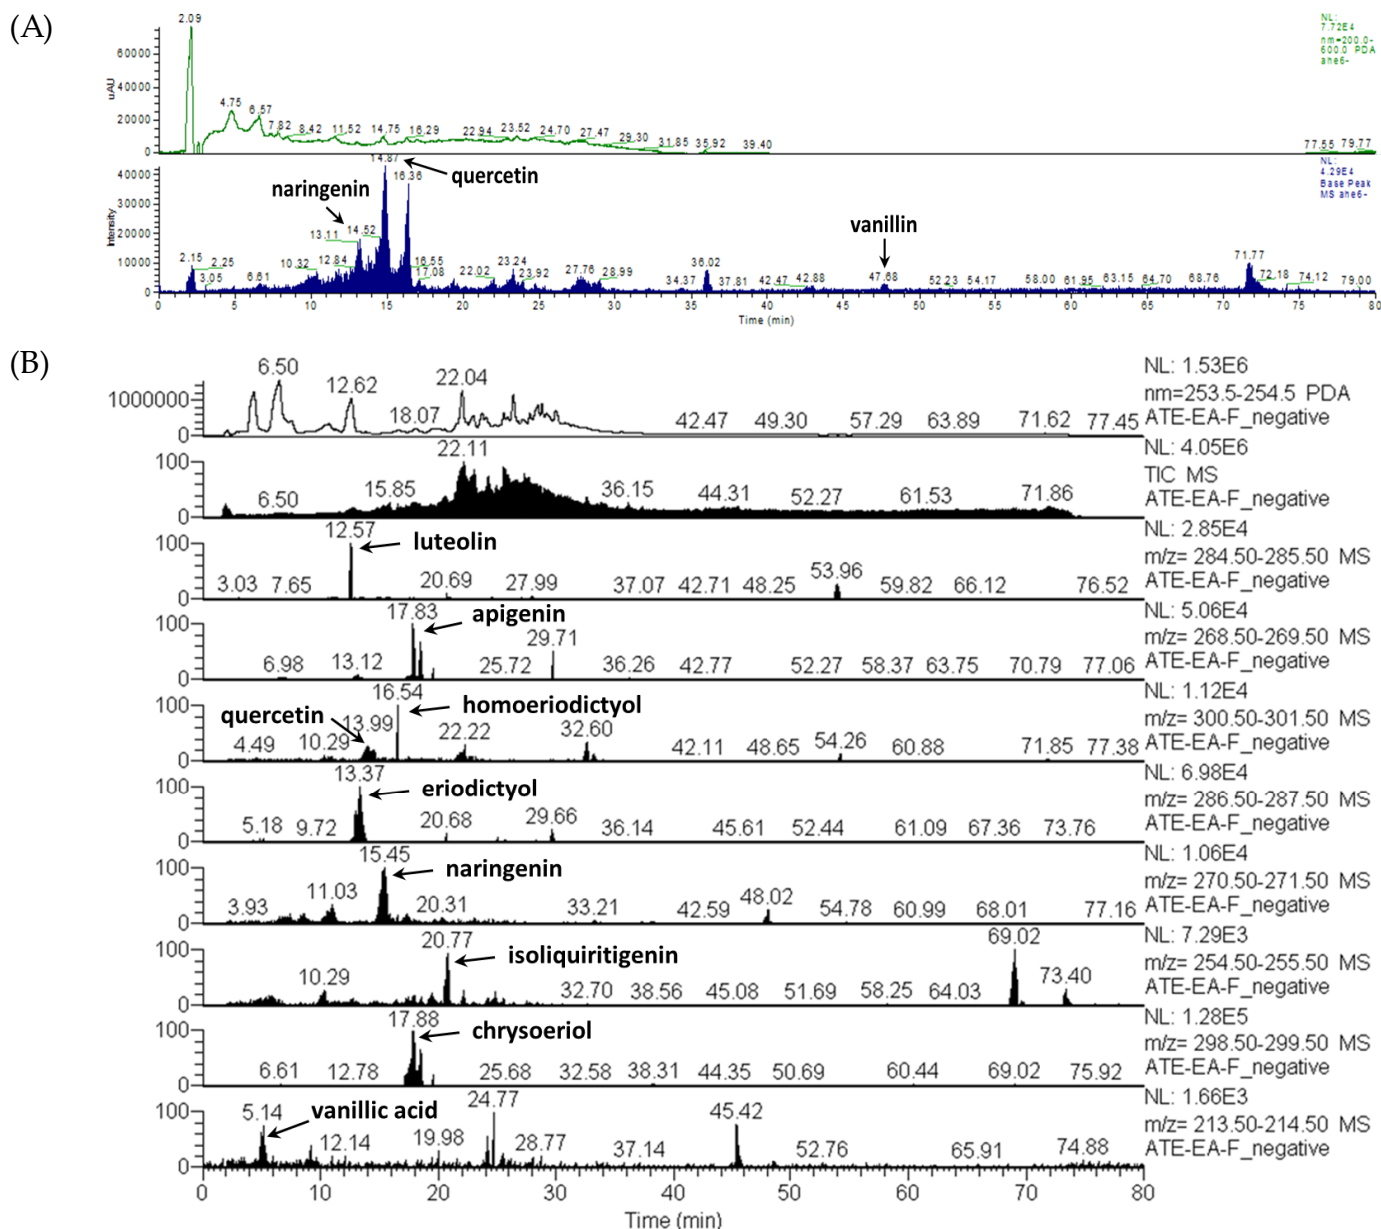 (A)
2.09
NL:
7.72E4
nm=200.0-
600.0 PDA
ahe6-
60000
40000
20000
0
uAU
4.75
6.57
7.82
8.42
11.52
14.75
16.29
22.94
23.52
24.70
27.47
29.30
31.85
35.92
39.40
77.55
79.77
NL:
4.29E4
Base Peak
MS ahe6-
40000
30000
20000
10000
0
Intensity
14.87
quercetin
16.36
naringenin
13.11
14.52
vanillin
2.15
2.25
3.05
6.61
10.32
12.84
16.55
17.08
22.02
23.24
23.92
27.76
28.99
34.37
36.02
37.81
42.47
42.88
47.68
52.23
54.17
58.00
61.95
63.15
64.70
68.76
71.77
72.18
74.12
79.00
0 5 10 15 20 25 30 35 40 45 50 55 60 65 70 75 80
Time (min)
(B)
6.50
12.62
18.07
22.04
42.47 49.30 57.29 63.89 71.62 77.45
1000000
0
NL: 1.53E6
nm=253.5-254.5 PDA
ATE-EA-F_negative
22.11
100
0
6.50
15.85
36.15
44.31
52.27
61.53
71.86
NL: 4.05E6
TIC MS
ATE-EA-F_negative
12.57
luteolin
100
0
3.03 7.65 20.69 27.99 37.07 42.71 48.25 53.96 59.82 66.12 76.52
NL: 2.85E4
m/z= 284.50-285.50 MS
ATE-EA-F_negative
17.83
apigenin
100
0
6.98 13.12 25.72 29.71 36.26 42.77 52.27 58.37 63.75 70.79 77.06
NL: 5.06E4
m/z= 268.50-269.50 MS
ATE-EA-F_negative
16.54
homoeriodictyol
quercetin
100
0
4.49 10.29 13.99 22.22 32.60 42.11 48.65 54.26 60.88 71.85 77.38
NL: 1.12E4
m/z= 300.50-301.50 MS
ATE-EA-F_negative
13.37
eriodictyol
100
0
5.18 9.72 20.68 29.66 36.14 45.61 52.44 61.09 67.36 73.76
NL: 6.98E4
m/z= 286.50-287.50 MS
ATE-EA-F_negative
15.45
naringenin
100
0
3.93 11.03 20.31 33.21 42.59 48.02 54.78 60.99 68.01 77.16
NL: 1.06E4
m/z= 270.50-271.50 MS
ATE-EA-F_negative
20.77
isoliquiritigenin
100
0
10.29 32.70 38.56 45.08 51.69 58.25 64.03 69.02 73.40
NL: 7.29E3
m/z= 254.50-255.50 MS
ATE-EA-F_negative
17.88
chrysoeriol
100
0
6.61 12.78 25.68 32.58 38.31 44.35 50.69 60.44 69.02 75.92
NL: 1.28E5
m/z= 298.50-299.50 MS
ATE-EA-F_negative
5.14
vanillic acid
100
0
12.14 19.98 24.77 28.77 37.14 45.42 52.76 65.91 74.88
NL: 1.66E3
m/z= 213.50-214.50 MS
ATE-EA-F_negative
0 10 20 30 40 50 60 70 80
Time (min)